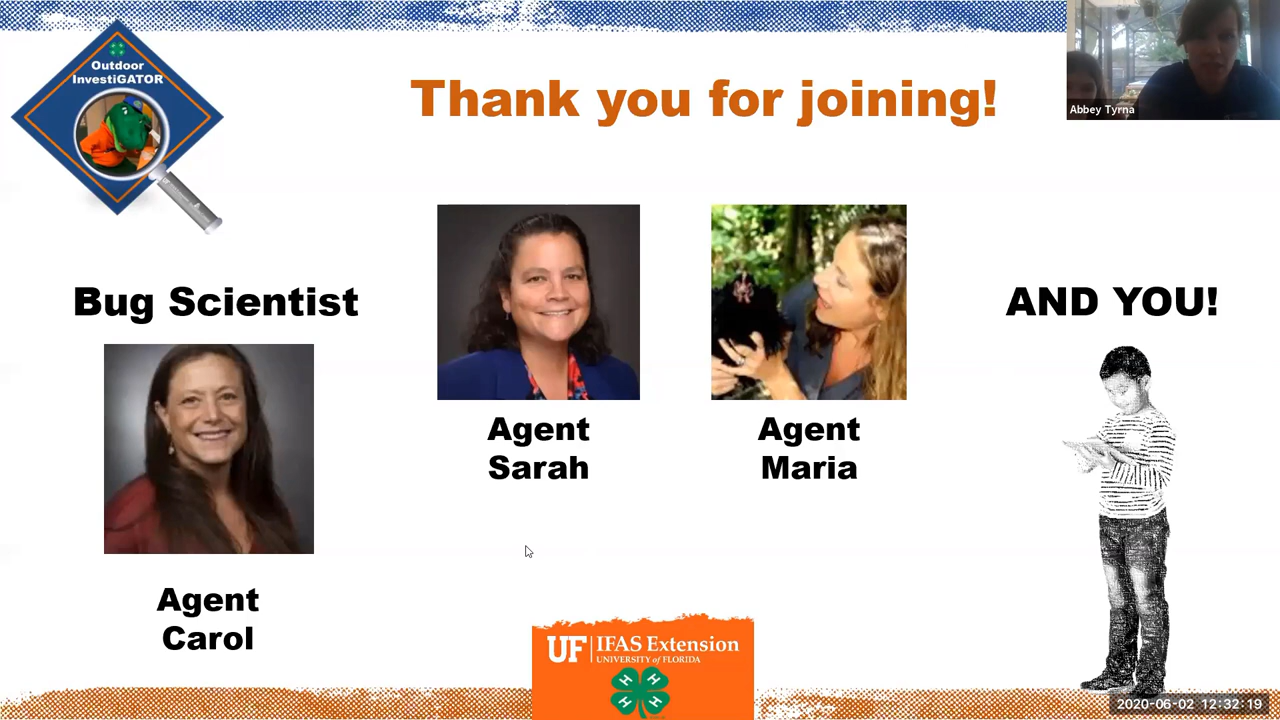 Outdoor
InvestiGATOR
Thank you for joining!
Abbey Tyrna
Bug Scientist
AND YOU!
Agent
Sarah
Agent
Maria
Agent
Carol
UF IFAS Extension
UNIVERSITY of FLORIDA
H H
H H
2020-06-02 12:32:19